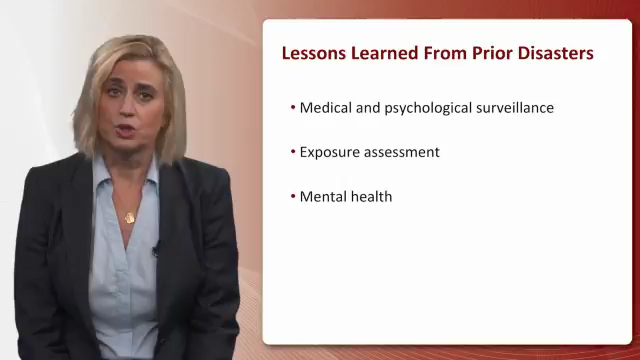 Lessons Learned From Prior Disasters
• Medical and psychological surveillance
• Exposure assessment
• Mental health